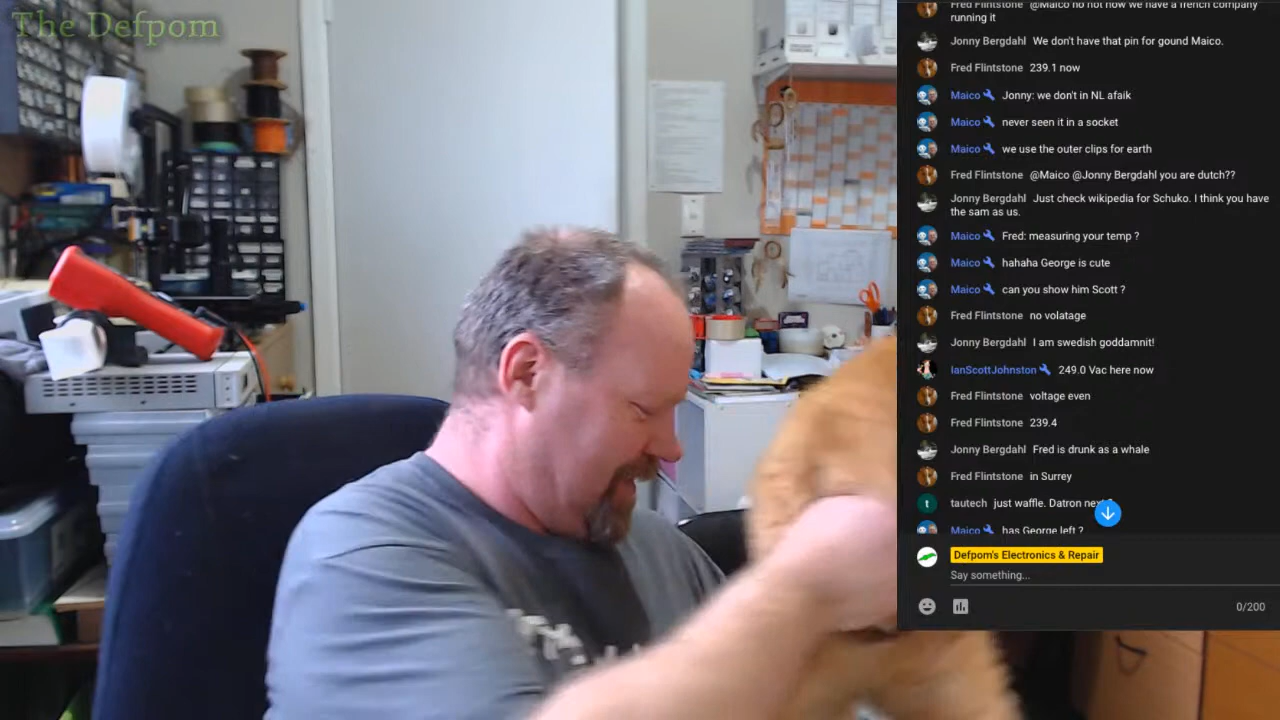 The Defpom
Fred Flintstone @Maico no not now we have a french company
running it
Jonny Bergdahl We don't have that pin for gound Maico.
Fred Flintstone 239.1 now
Maico Jonny: we don't in NL afaik
Maico never seen it in a socket
Maico we use the outer clips for earth
Fred Flintstone @Maico @Jonny Bergdahl you are dutch??
Jonny Bergdahl Just check wikipedia for Schuko. I think you have
the sam as us.
Maico Fred: measuring your temp ?
Maico hahaha George is cute
Maico can you show him Scott ?
Fred Flintstone no volatage
Jonny Bergdahl I am swedish goddamnit!
IanScottJohnston 249.0 Vac here now
Fred Flintstone voltage even
Fred Flintstone 239.4
Jonny Bergdahl Fred is drunk as a whale
Fred Flintstone in Surrey
t tautech just waffle. Datron next?
Maico has George left ?
Defpom's Electronics & Repair
Say something...
0/200